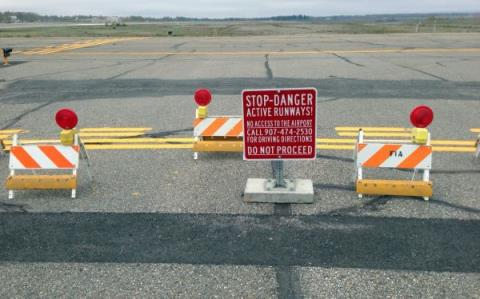 STOP-DANGER
ACTIVE RUNWAYS!
NO ACCESS TO THE AIRPORT
CALL 907-474-2530
FOR DRIVING DIRECTIONS
DO NOT PROCEED